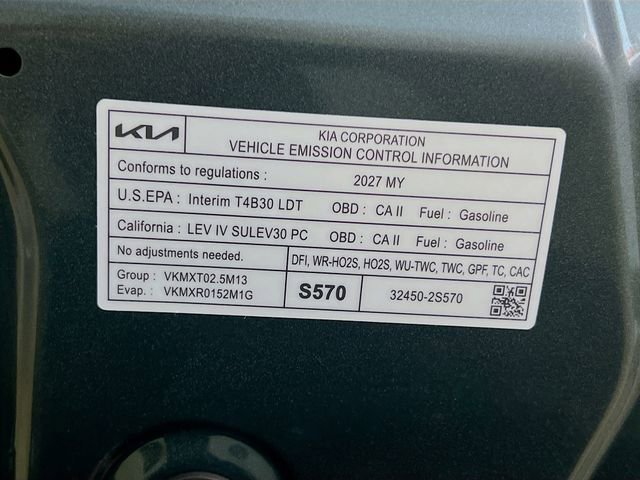 KIA
KIA CORPORATION
VEHICLE EMISSION CONTROL INFORMATION
Conforms to regulations : 2027 MY
U.S.EPA : Interim T4B30 LDT OBD : CA II Fuel : Gasoline
California : LEV IV SULEV30 PC OBD : CA II Fuel : Gasoline
No adjustments needed.
DFI, WR-HO2S, HO2S, WU-TWC, TWC, GPF, TC, CAC
Group : VKMXT02.5M13
Evap. : VKMXR0152M1G
S570
32450-2S570